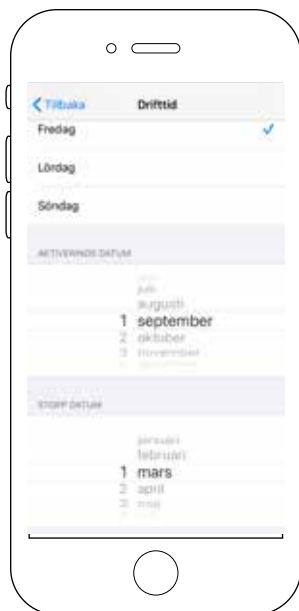 Tillbaka Drifttid
Fredag
Lördag
Söndag
AKTIVERINGS DATUM
juli
augusti
1 september
2 oktober
3 november
STOPP DATUM
januari
februari
1 mars
2 april
3 maj